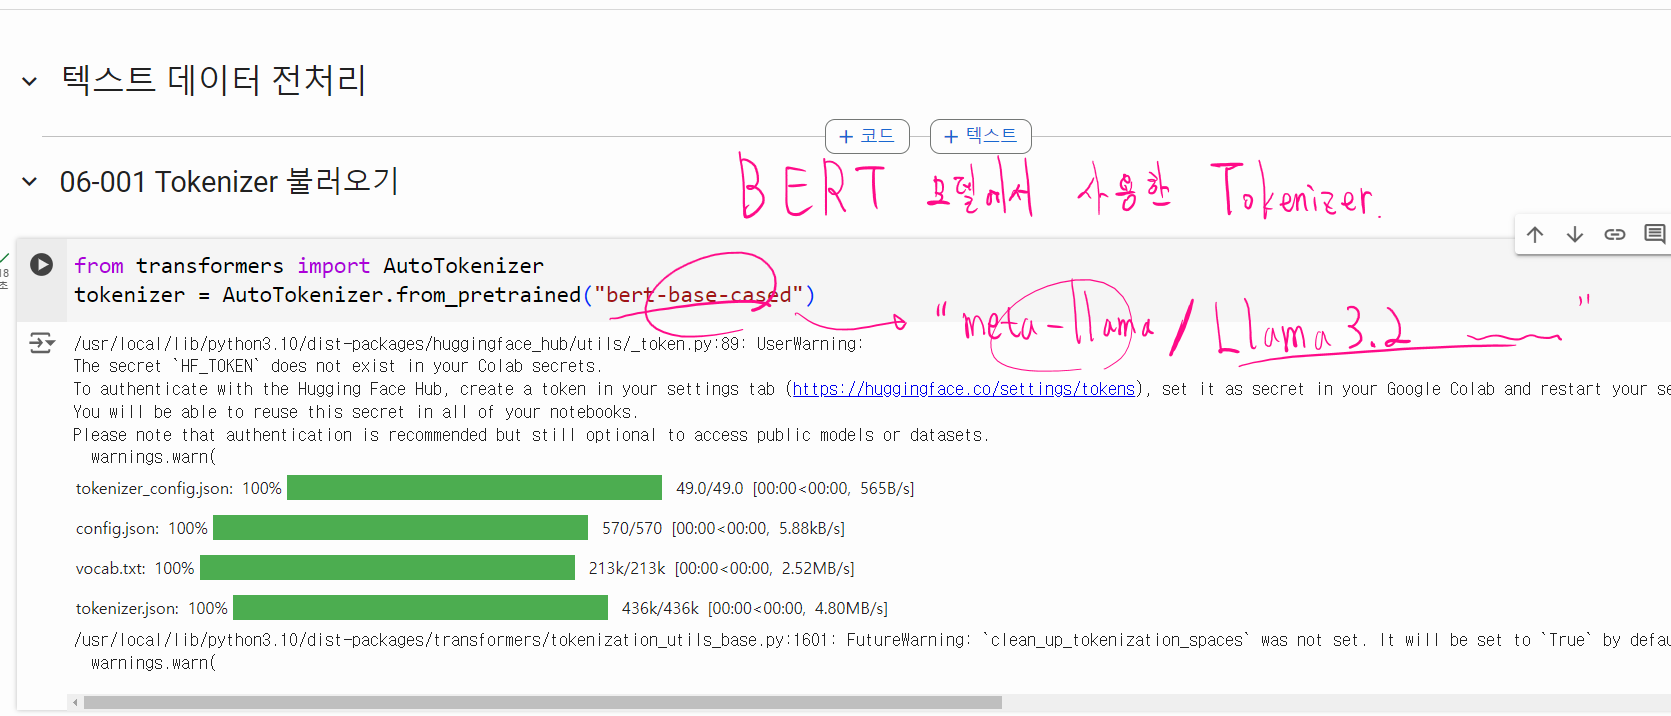 텍스트 데이터 전처리
+ 코드
+ 텍스트
06-001 Tokenizer 불러오기
BERT 모델에서 사용한 Tokenizer.
18
초
from transformers import AutoTokenizer
tokenizer = AutoTokenizer.from_pretrained("bert-base-cased")
"meta-llama / Llama 3.2 "
/usr/local/lib/python3.10/dist-packages/huggingface_hub/utils/_token.py:89: UserWarning:
The secret `HF_TOKEN` does not exist in your Colab secrets.
To authenticate with the Hugging Face Hub, create a token in your settings tab (https://huggingface.co/settings/tokens), set it as secret in your Google Colab and restart your se
You will be able to reuse this secret in all of your notebooks.
Please note that authentication is recommended but still optional to access public models or datasets.
warnings.warn(
tokenizer_config.json: 100% 49.0/49.0 [00:00<00:00, 565B/s]
config.json: 100% 570/570 [00:00<00:00, 5.88kB/s]
vocab.txt: 100% 213k/213k [00:00<00:00, 2.52MB/s]
tokenizer.json: 100% 436k/436k [00:00<00:00, 4.80MB/s]
/usr/local/lib/python3.10/dist-packages/transformers/tokenization_utils_base.py:1601: FutureWarning: `clean_up_tokenization_spaces` was not set. It will be set to `True` by defau
warnings.warn(